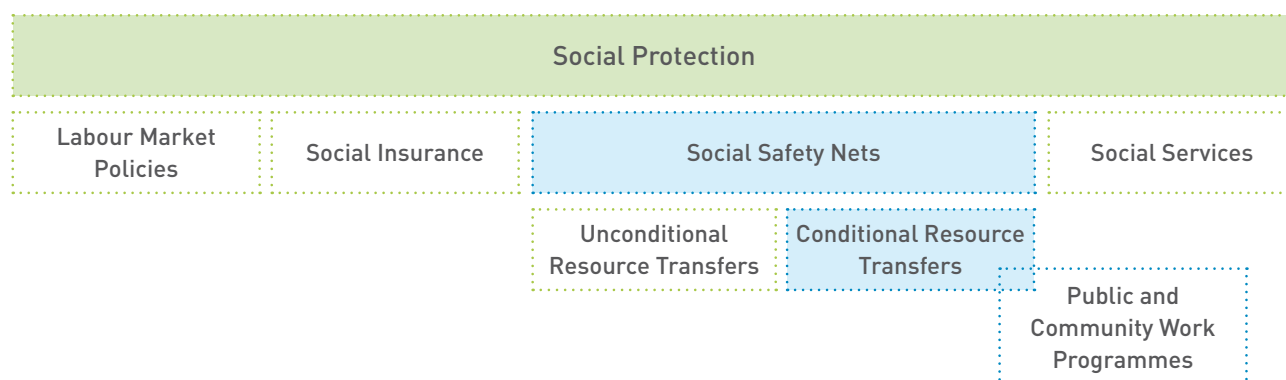 Social Protection
Labour Market
Policies
Social Insurance
Social Safety Nets
Social Services
Unconditional
Resource Transfers
Conditional Resource
Transfers
Public and
Community Work
Programmes